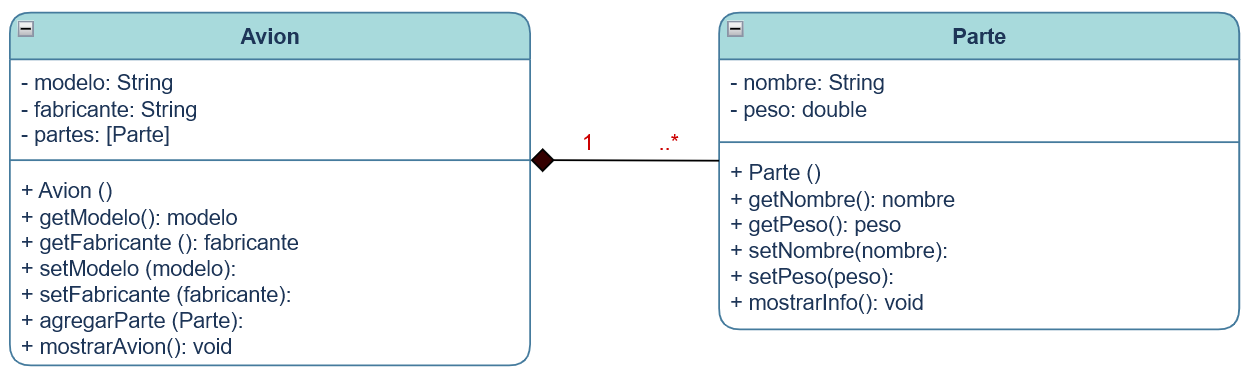 Avion
- modelo: String
- fabricante: String
- partes: [Parte]
+ Avion ()
+ getModelo(): modelo
+ getFabricante (): fabricante
+ setModelo (modelo):
+ setFabricante (fabricante):
+ agregarParte (Parte):
+ mostrarAvion(): void
1
..*
Parte
- nombre: String
- peso: double
+ Parte ()
+ getNombre(): nombre
+ getPeso(): peso
+ setNombre(nombre):
+ setPeso(peso):
+ mostrarInfo(): void